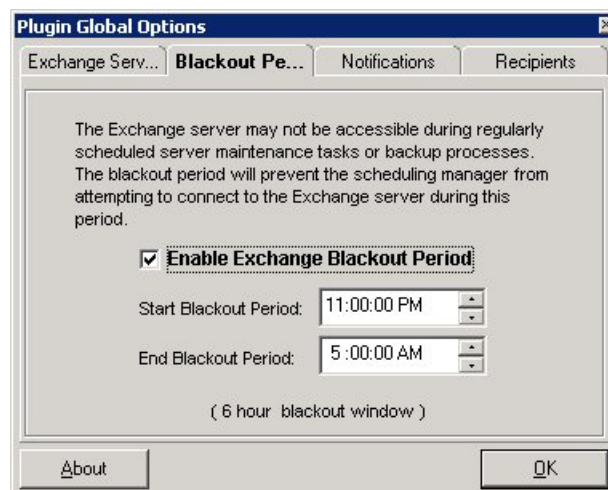 Plugin Global Options
Exchange Serv... Blackout Pe... Notifications Recipients
The Exchange server may not be accessible during regularly
scheduled server maintenance tasks or backup processes.
The blackout period will prevent the scheduling manager from
attempting to connect to the Exchange server during this
period.
Enable Exchange Blackout Period
Start Blackout Period: 11:00:00 PM
End Blackout Period: 5 :00:00 AM
( 6 hour blackout window )
About OK